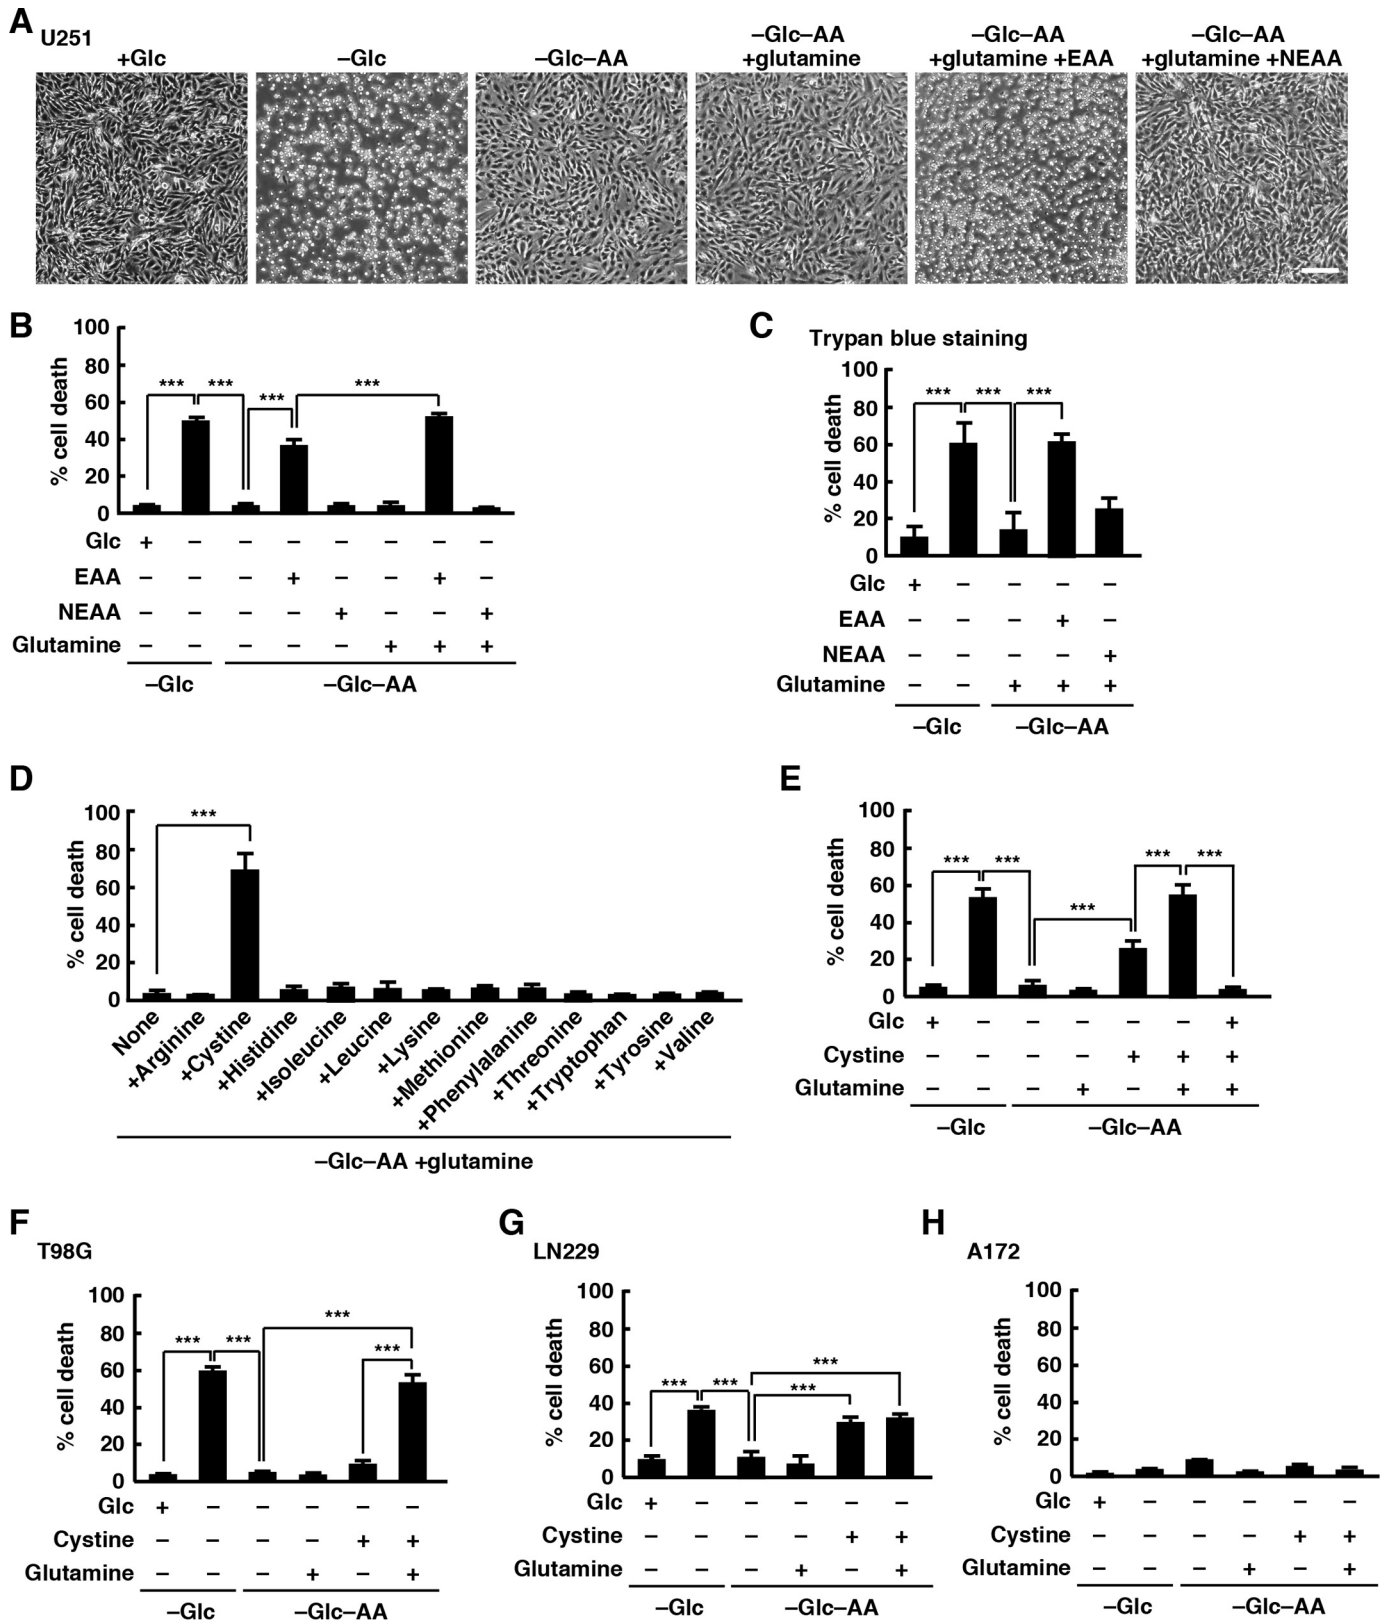 A
U251
+Glc
–Glc
–Glc–AA
–Glc–AA
+glutamine
–Glc–AA
+glutamine +EAA
–Glc–AA
+glutamine +NEAA
B
% cell death
100
80
60
40
20
0
*** *** *** ***
Glc + – – – – – – –
EAA – – – + – – + –
NEAA – – – – + – – +
Glutamine – – – – – + + +
–Glc –Glc–AA
C
Trypan blue staining
% cell death
100
80
60
40
20
0
*** *** ***
Glc + – – – –
EAA – – – + –
NEAA – – – – +
Glutamine – – + + +
–Glc –Glc–AA
D
% cell death
100
80
60
40
20
0
***
None
+Arginine
+Cystine
+Histidine
+Isoleucine
+Leucine
+Lysine
+Methionine
+Phenylalanine
+Threonine
+Tryptophan
+Tyrosine
+Valine
–Glc–AA +glutamine
E
% cell death
100
80
60
40
20
0
*** *** *** *** ***
Glc + – – – – – +
Cystine – – – – + + +
Glutamine – – – + – + +
–Glc –Glc–AA
F
T98G
% cell death
100
80
60
40
20
0
*** *** *** ***
Glc + – – – – –
Cystine – – – – + +
Glutamine – – – + – +
–Glc –Glc–AA
G
LN229
% cell death
100
80
60
40
20
0
*** *** *** ***
Glc + – – – – –
Cystine – – – – + +
Glutamine – – – + – +
–Glc –Glc–AA
H
A172
% cell death
100
80
60
40
20
0
Glc + – – – – –
Cystine – – – – + +
Glutamine – – – + – +
–Glc –Glc–AA